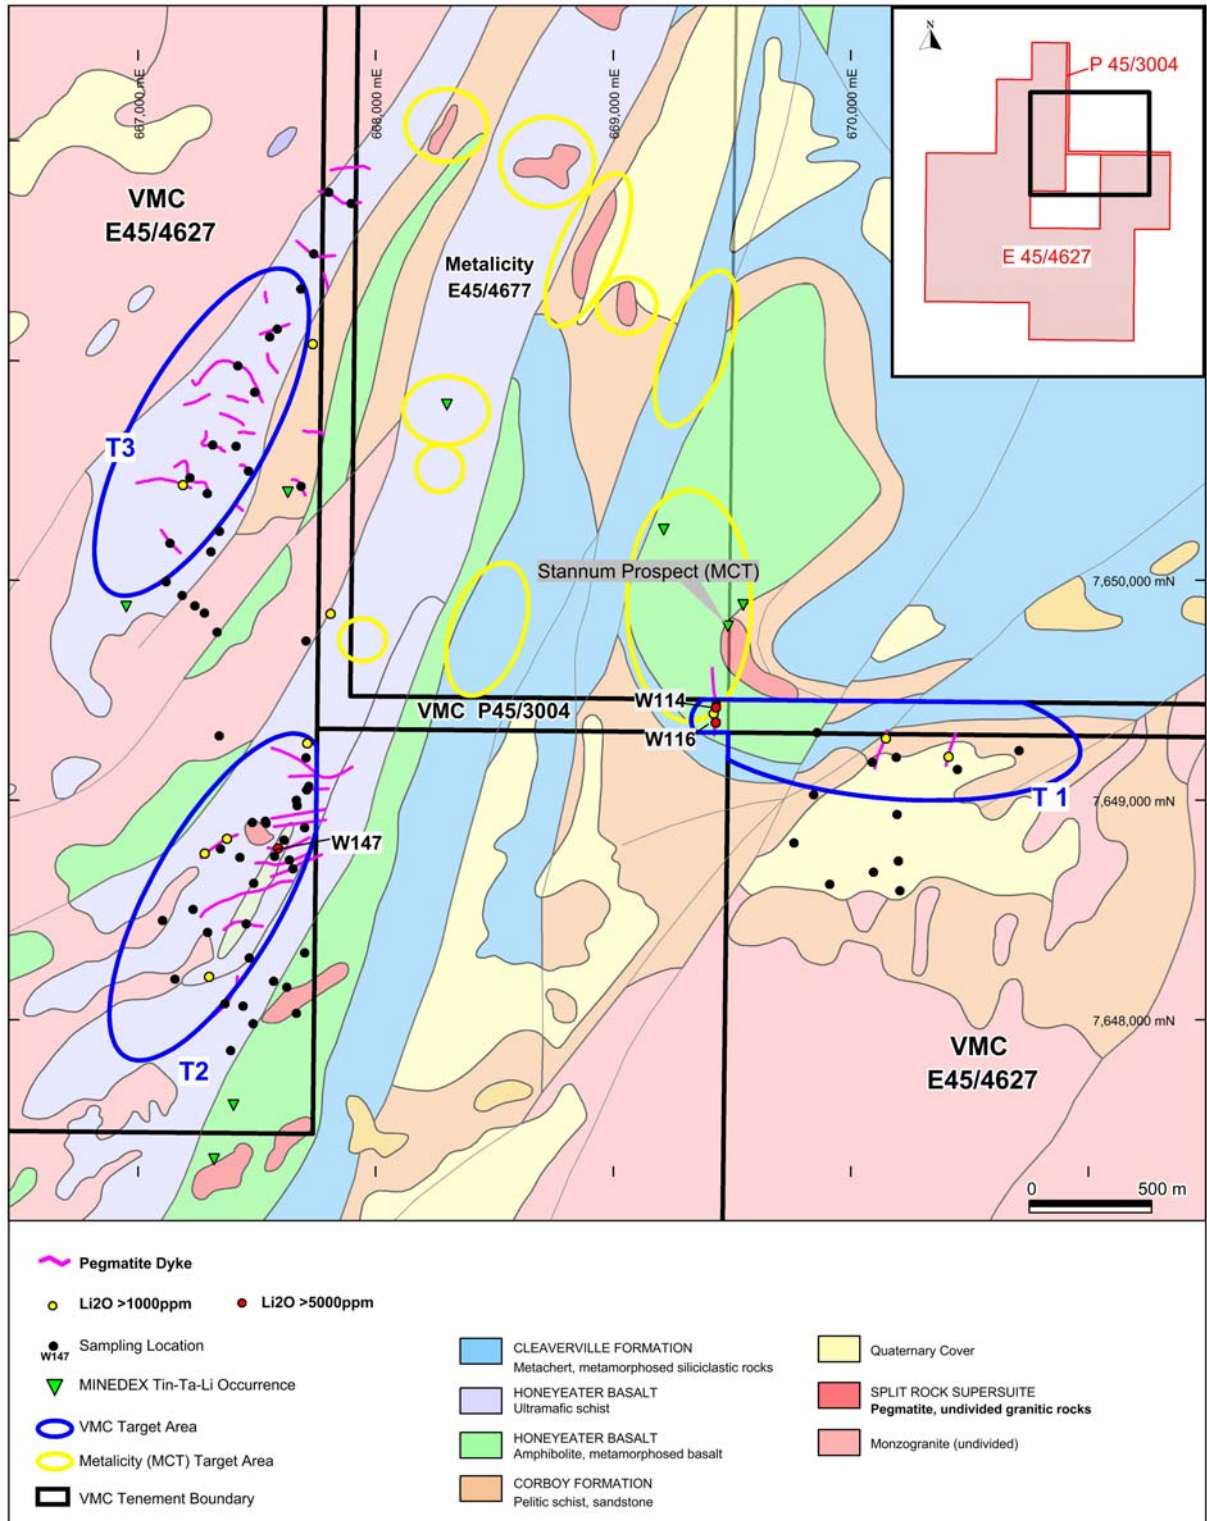 667,000 mE
668,000 mE
669,000 mE
670,000 mE
N
P 45/3004
E 45/4627
VMC
E45/4627
Metalicity
E45/4677
T3
Stannum Prospect (MCT)
7,650,000 mN
W114
VMC P45/3004
W116
T 1
7,649,000 mN
W147
7,648,000 mN
VMC
E45/4627
T2
0 500 m
Pegmatite Dyke
Li2O >1000ppm
Li2O >5000ppm
Sampling Location
W147
MINEDEX Tin-Ta-Li Occurrence
VMC Target Area
Metalicity (MCT) Target Area
VMC Tenement Boundary
CLEAVERVILLE FORMATION
Metachert, metamorphosed siliciclastic rocks
HONEYEATER BASALT
Ultramafic schist
HONEYEATER BASALT
Amphibolite, metamorphosed basalt
CORBOY FORMATION
Pelitic schist, sandstone
Quaternary Cover
SPLIT ROCK SUPERSUITE
Pegmatite, undivided granitic rocks
Monzogranite (undivided)